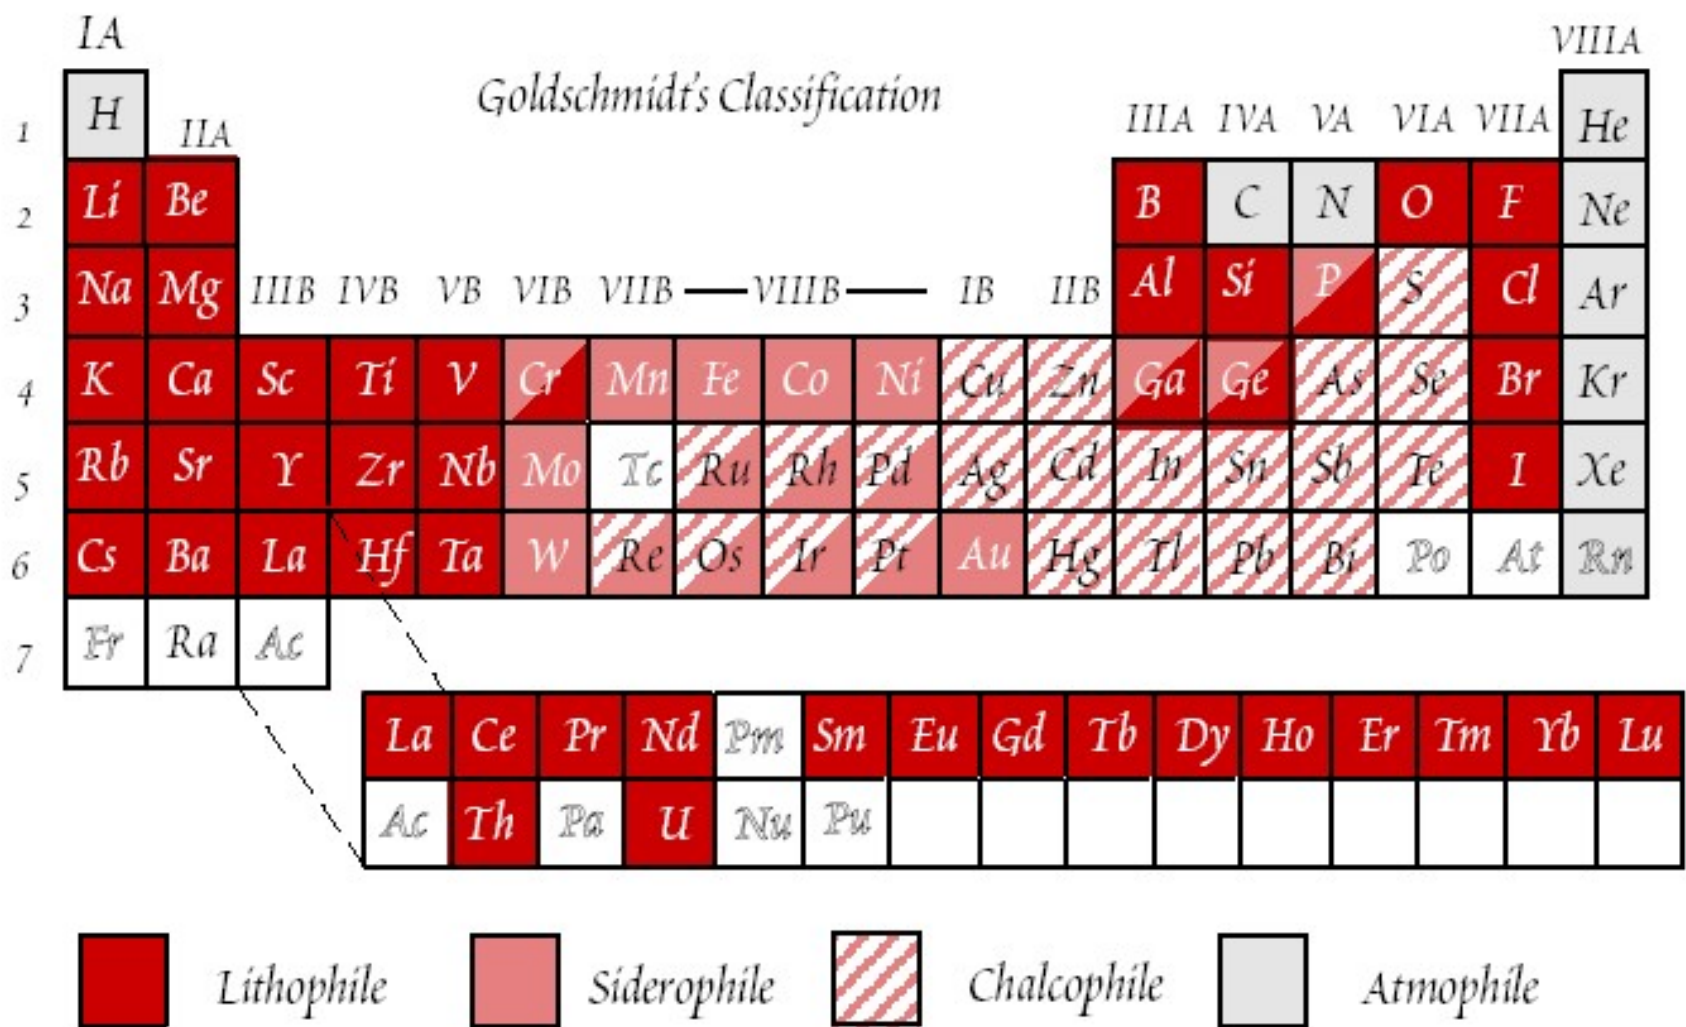 IA VIIIA
Goldschmidt's Classification
1 H IIA IIIA IVA VA VIA VIIA He
2 Li Be B C N O F Ne
3 Na Mg IIIB IVB VB VIB VIIB VIIIB IB IIB Al Si P S Cl Ar
4 K Ca Sc Ti V Cr Mn Fe Co Ni Cu Zn Ga Ge As Se Br Kr
5 Rb Sr Y Zr Nb Mo Tc Ru Rh Pd Ag Cd In Sn Sb Te I Xe
6 Cs Ba La Hf Ta W Re Os Ir Pt Au Hg Tl Pb Bi Po At Rn
7 Fr Ra Ac
La Ce Pr Nd Pm Sm Eu Gd Tb Dy Ho Er Tm Yb Lu
Ac Th Pa U Nu Pu
Lithophile Siderophile Chalcophile Atmophile